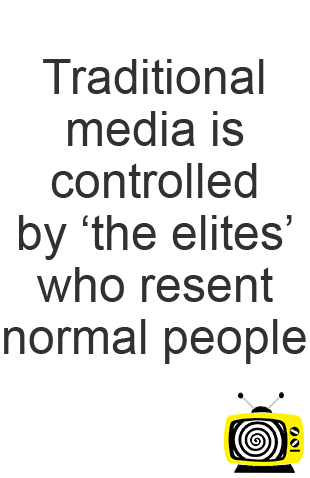 Traditional
media is
controlled
by ‘the elites’
who resent
normal people